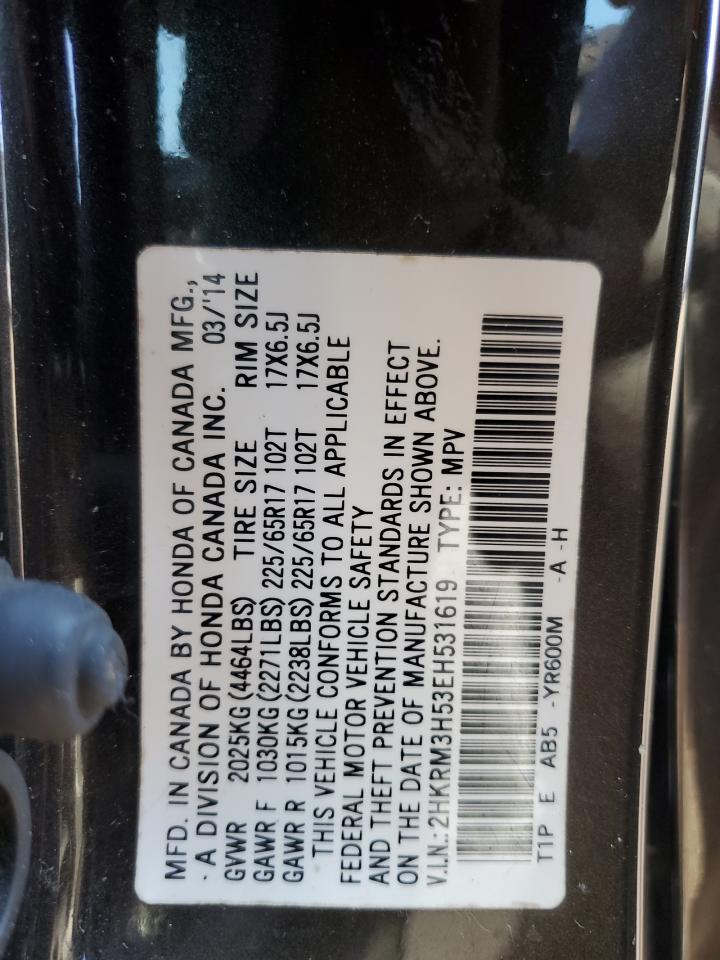 MFD. IN CANADA BY HONDA OF CANADA MFG.,
· A DIVISION OF HONDA CANADA INC. 03/'14
GVWR 2025KG (4464LBS) TIRE SIZE RIM SIZE
GAWR F 1030KG (2271LBS) 225/65R17 102T 17X6.5J
GAWR R 1015KG (2238LBS) 225/65R17 102T 17X6.5J
THIS VEHICLE CONFORMS TO ALL APPLICABLE
FEDERAL MOTOR VEHICLE SAFETY
AND THEFT PREVENTION STANDARDS IN EFFECT
ON THE DATE OF MANUFACTURE SHOWN ABOVE.
V.I.N.: 2HKRM3H53EH531619 TYPE: MPV
T1P E AB5 -YR600M -A -H